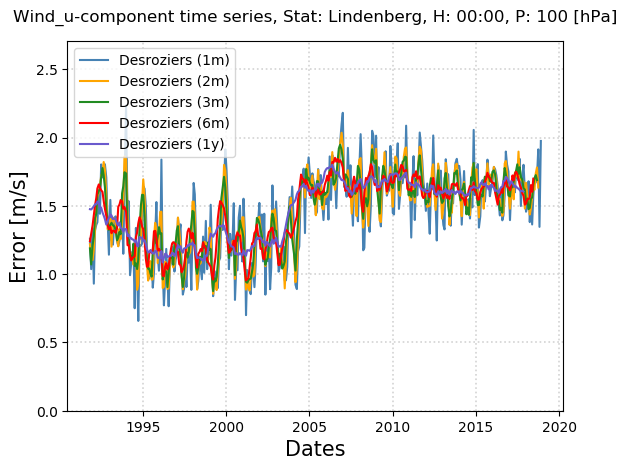 Wind_u-component time series, Stat: Lindenberg, H: 00:00, P: 100 [hPa]
Desroziers (1m)
Desroziers (2m)
Desroziers (3m)
Desroziers (6m)
Desroziers (1y)
2.5
2.0
1.5
1.0
0.5
0.0
Error [m/s]
1995 2000 2005 2010 2015 2020
Dates